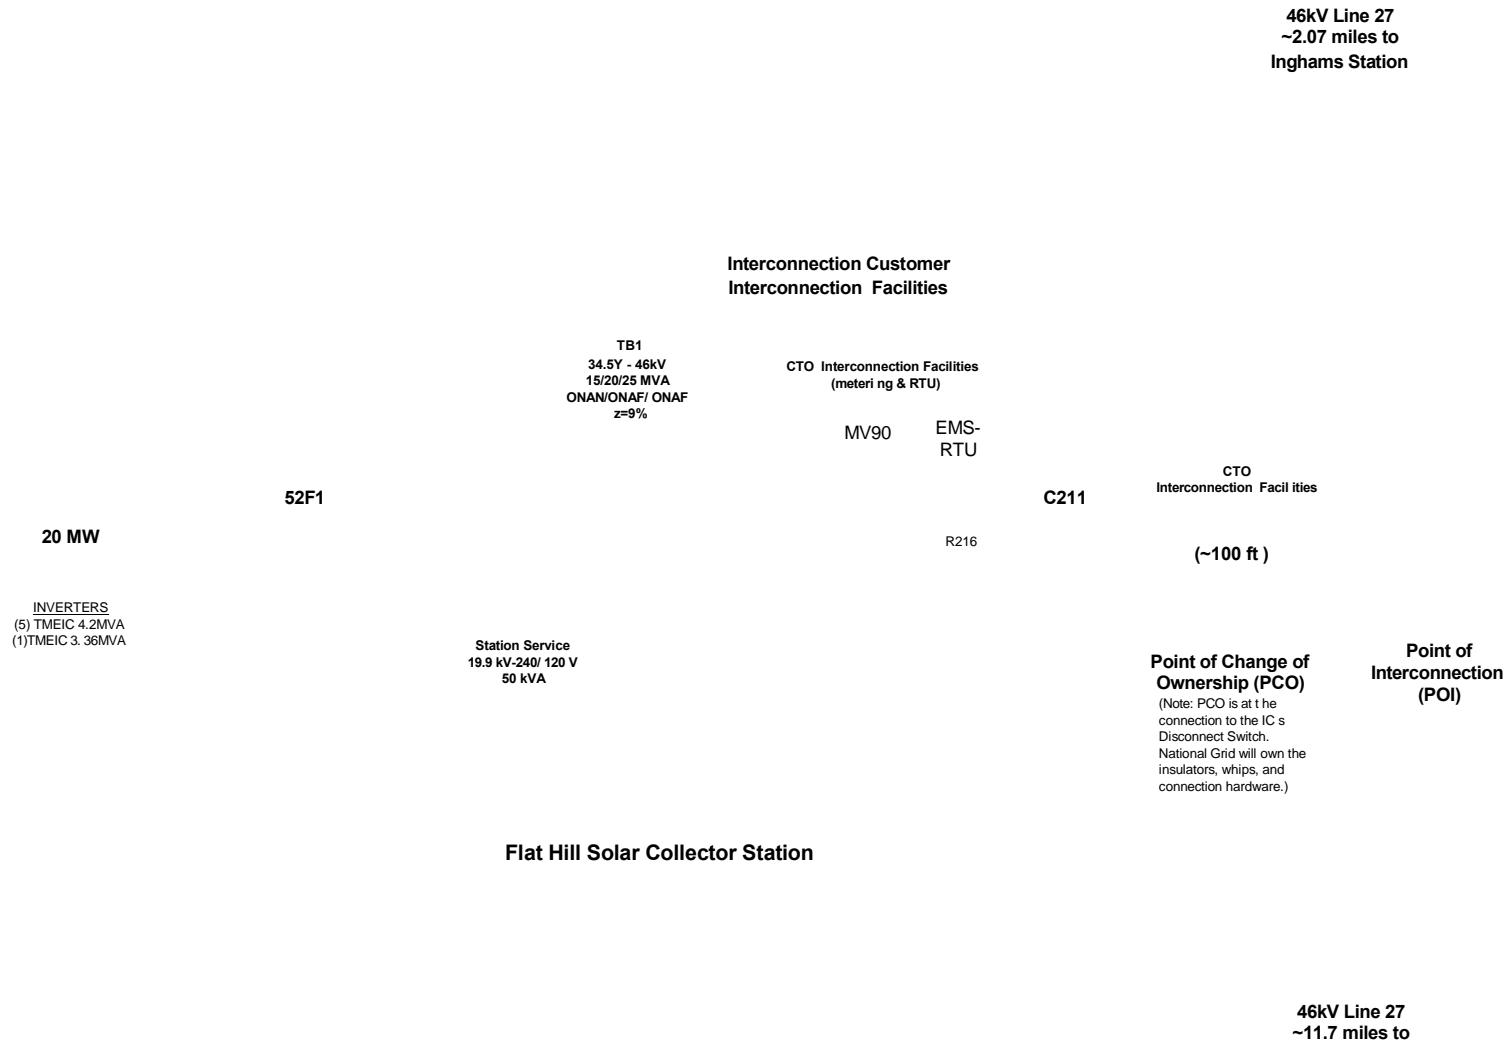 46kV Line 27
~2.07 miles to
Inghams Station
Interconnection Customer
Interconnection Facilities
TB1
34.5Y - 46kV
15/20/25 MVA
ONAN/ONAF/ ONAF
z=9%
CTO Interconnection Facilities
(meteri ng & RTU)
MV90
EMS-
RTU
CTO
Interconnection Facil ities
52F1
C211
20 MW
R216
(~100 ft )
INVERTERS
(5) TMEIC 4.2MVA
(1)TMEIC 3. 36MVA
Station Service
19.9 kV-240/ 120 V
50 kVA
Point of Change of
Ownership (PCO)
(Note: PCO is at t he
connection to the IC s
Disconnect Switch.
National Grid will own the
insulators, whips, and
connection hardware.)
Point of
Interconnection
(POI)
Flat Hill Solar Collector Station
46kV Line 27
~11.7 miles to